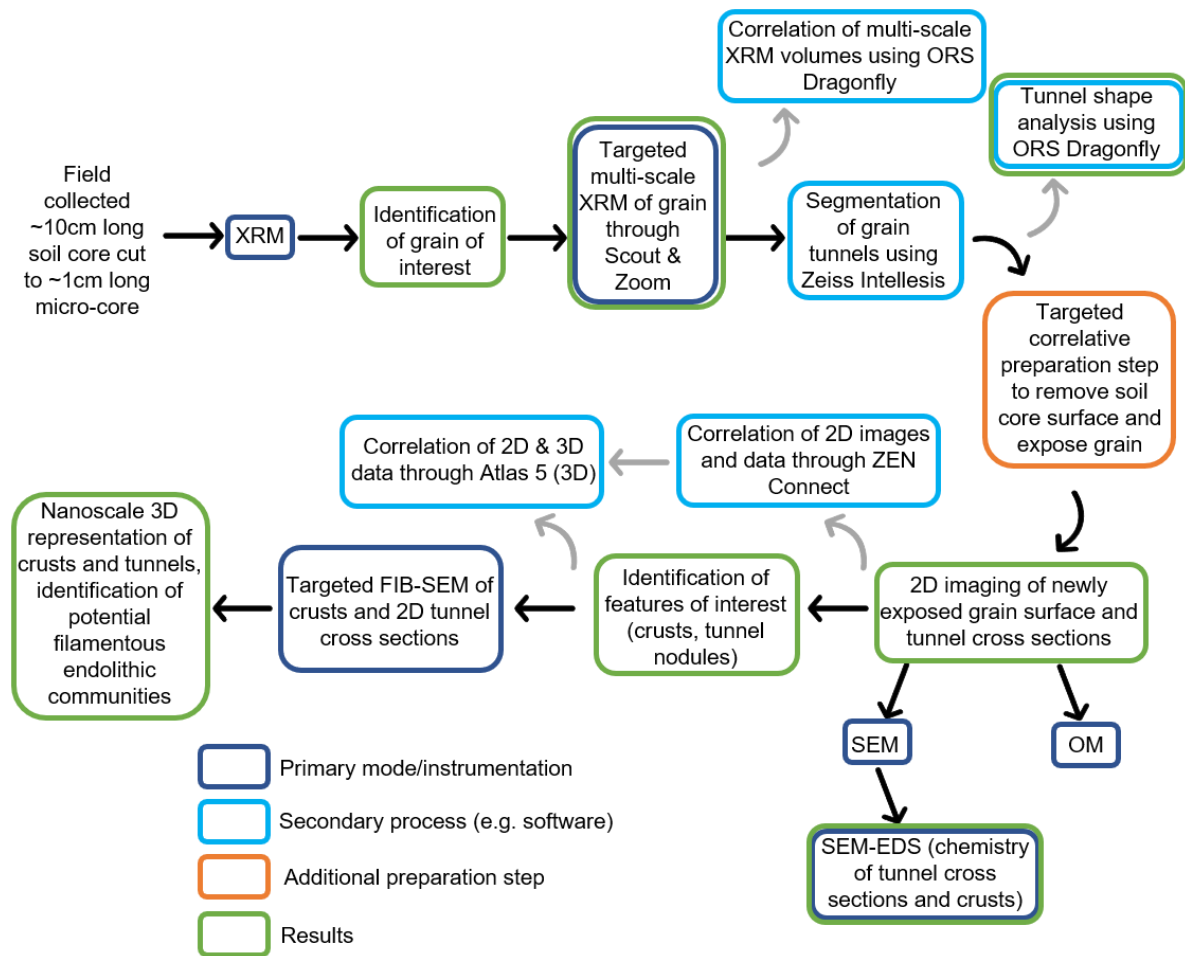 Field
collected
~10cm long
soil core cut
to ~1cm long
micro-core
XRM
Identification
of grain of
interest
Targeted
multi-scale
XRM of grain
through
Scout &
Zoom
Correlation of multi-scale
XRM volumes using ORS
Dragonfly
Segmentation
of grain
tunnels using
Zeiss Intellesis
Tunnel shape
analysis using
ORS Dragonfly
Targeted
correlative
preparation step
to remove soil
core surface and
expose grain
2D imaging of newly
exposed grain surface and
tunnel cross sections
SEM
OM
SEM-EDS (chemistry
of tunnel cross
sections and crusts)
Correlation of 2D images
and data through ZEN
Connect
Identification of
features of interest
(crusts, tunnel
nodules)
Correlation of 2D & 3D
data through Atlas 5 (3D)
Targeted FIB-SEM of
crusts and 2D tunnel
cross sections
Nanoscale 3D
representation of
crusts and tunnels,
identification of
potential
filamentous
endolithic
communities
Primary mode/instrumentation
Secondary process (e.g. software)
Additional preparation step
Results